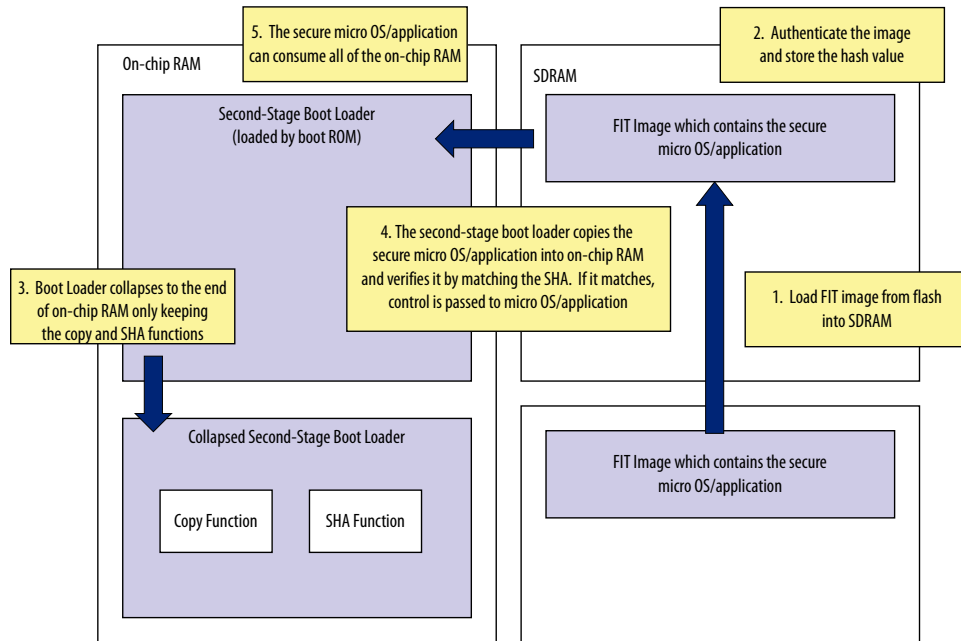 5. The secure micro OS/application
can consume all of the on-chip RAM
2. Authenticate the image
and store the hash value
On-chip RAM
SDRAM
Second-Stage Boot Loader
(loaded by boot ROM)
FIT Image which contains the secure
micro OS/application
4. The second-stage boot loader copies the
secure micro OS/application into on-chip RAM
and verifies it by matching the SHA. If it matches,
control is passed to micro OS/application
3. Boot Loader collapses to the end
of on-chip RAM only keeping
the copy and SHA functions
1. Load FIT image from flash
into SDRAM
Collapsed Second-Stage Boot Loader
Copy Function
SHA Function
FIT Image which contains the secure
micro OS/application